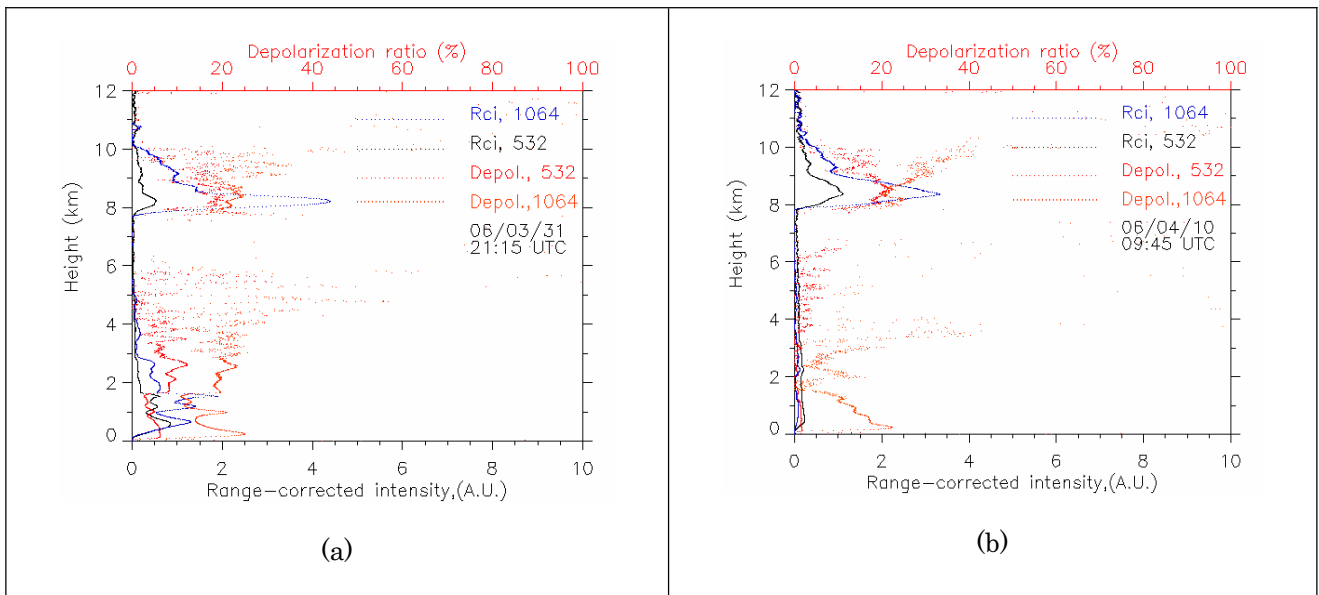 Depolarization ratio (%)
0 20 40 60 80 100
12
10
8
6
4
2
0
Height (km)
Rci, 1064
Rci, 532
Depol., 532
Depol.,1064
06/03/31
21:15 UTC
0 2 4 6 8 10
Range-corrected intensity,(A.U.)
(a)
Depolarization ratio (%)
0 20 40 60 80 100
12
10
8
6
4
2
0
Height (km)
Rci, 1064
Rci, 532
Depol., 532
Depol.,1064
06/04/10
09:45 UTC
0 2 4 6 8 10
Range-corrected intensity,(A.U.)
(b)